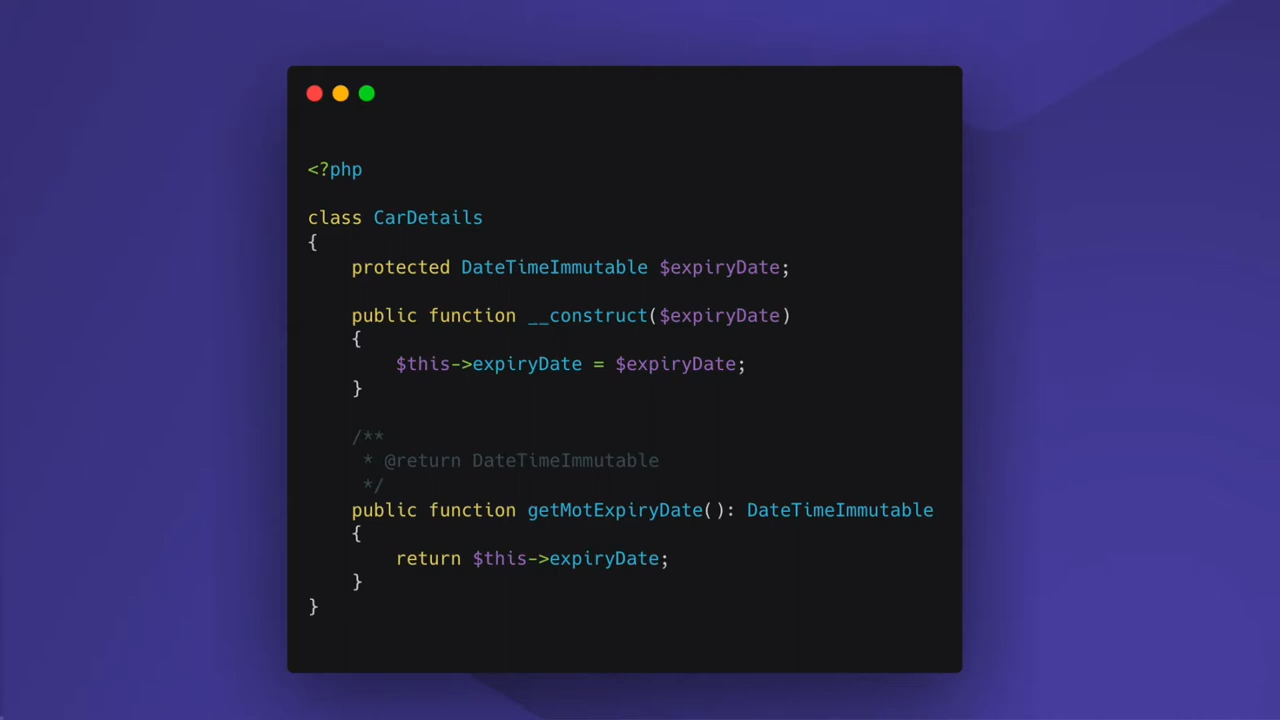 <?php
class CarDetails
{
    protected DateTimeImmutable $expiryDate;
    public function __construct($expiryDate)
    {
        $this->expiryDate = $expiryDate;
    }
    /**
     * @return DateTimeImmutable
     */
    public function getMotExpiryDate(): DateTimeImmutable
    {
        return $this->expiryDate;
    }
}